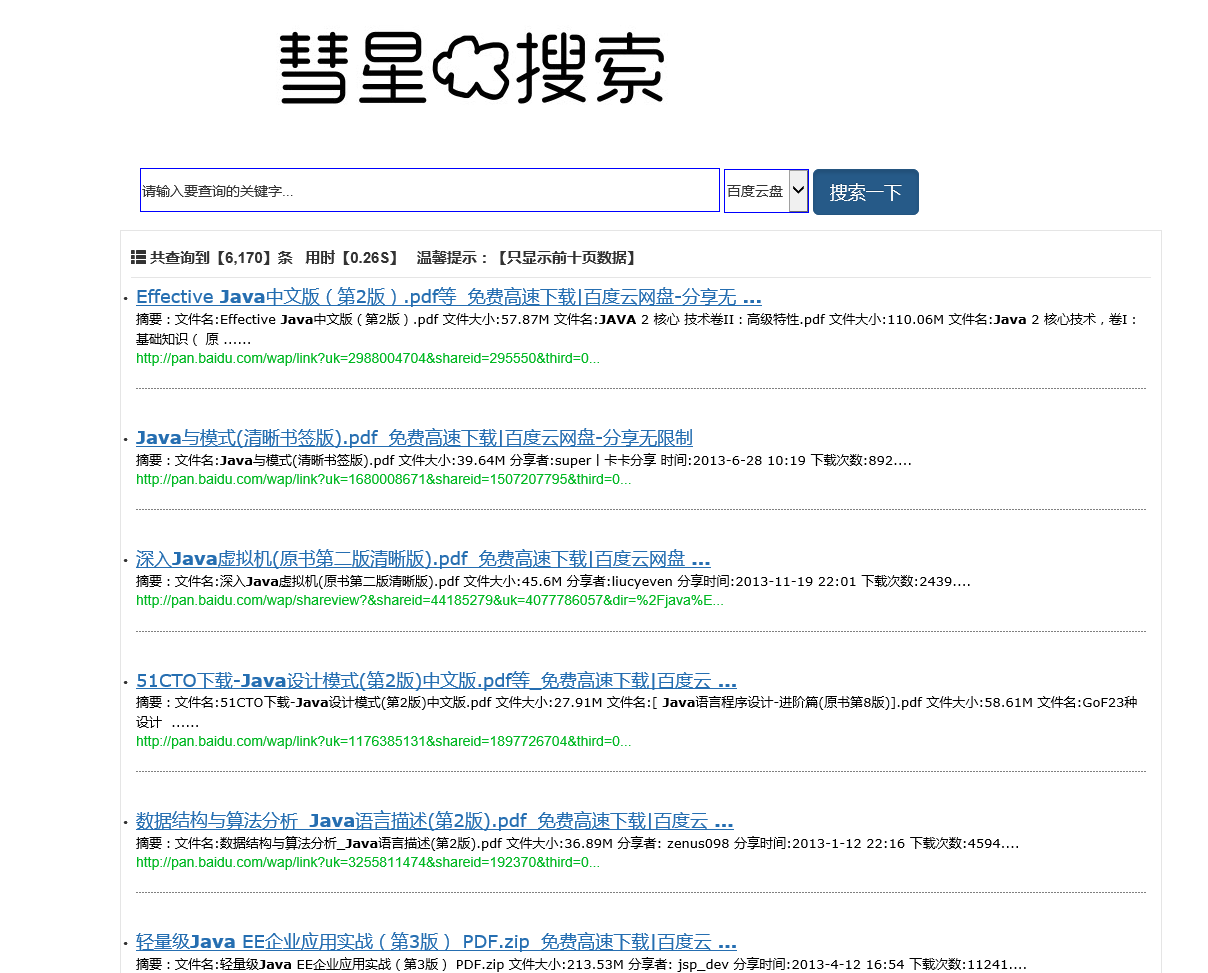 彗星搜索
请输入要查询的关键字... 百度云盘 搜索一下
共查询到【6,170】条 用时【0.26S】 温馨提示：【只显示前十页数据】
Effective Java中文版（第2版）.pdf等_免费高速下载|百度云网盘-分享无 ...
摘要：文件名:Effective Java中文版（第2版）.pdf 文件大小:57.87M 文件名:JAVA 2 核心 技术卷II：高级特性.pdf 文件大小:110.06M 文件名:Java 2 核心技术，卷I：
基础知识（ 原 ......
http://pan.baidu.com/wap/link?uk=2988004704&shareid=295550&third=0...
Java与模式(清晰书签版).pdf_免费高速下载|百度云网盘-分享无限制
摘要：文件名:Java与模式(清晰书签版).pdf 文件大小:39.64M 分享者:super丨卡卡分享 时间:2013-6-28 10:19 下载次数:892....
http://pan.baidu.com/wap/link?uk=1680008671&shareid=1507207795&third=0...
深入Java虚拟机(原书第二版清晰版).pdf_免费高速下载|百度云网盘 ...
摘要：文件名:深入Java虚拟机(原书第二版清晰版).pdf 文件大小:45.6M 分享者:liucyeven 分享时间:2013-11-19 22:01 下载次数:2439....
http://pan.baidu.com/wap/shareview?&shareid=44185279&uk=4077786057&dir=%2Fjava%E...
51CTO下载-Java设计模式(第2版)中文版.pdf等_免费高速下载|百度云 ...
摘要：文件名:51CTO下载-Java设计模式(第2版)中文版.pdf 文件大小:27.91M 文件名:[ Java语言程序设计-进阶篇(原书第8版)].pdf 文件大小:58.61M 文件名:GoF23种
设计 ......
http://pan.baidu.com/wap/link?uk=1176385131&shareid=1897726704&third=0...
数据结构与算法分析_Java语言描述(第2版).pdf_免费高速下载|百度云 ...
摘要：文件名:数据结构与算法分析_Java语言描述(第2版).pdf 文件大小:36.89M 分享者: zenus098 分享时间:2013-1-12 22:16 下载次数:4594....
http://pan.baidu.com/wap/link?uk=3255811474&shareid=192370&third=0...
轻量级Java EE企业应用实战（第3版） PDF.zip_免费高速下载|百度云 ...
摘要：文件名:轻量级Java EE企业应用实战（第3版） PDF.zip 文件大小:213.53M 分享者: jsp_dev 分享时间:2013-4-12 16:54 下载次数:11241....